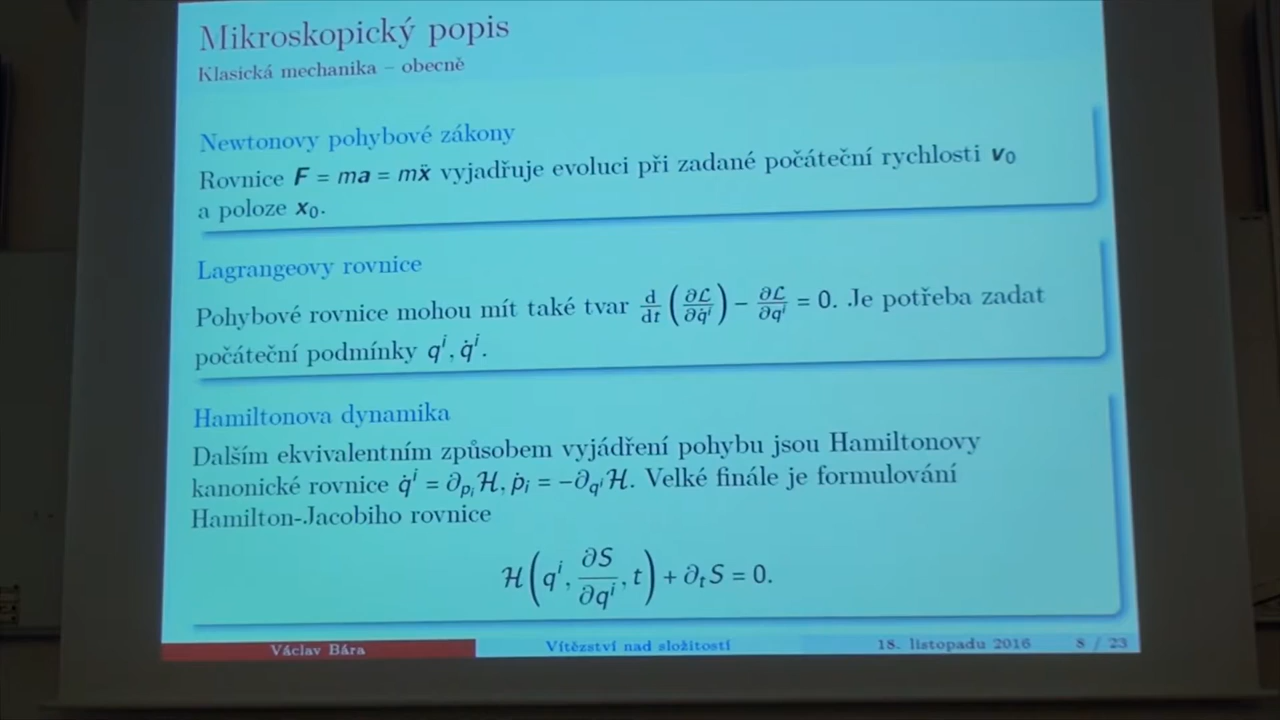 Mikroskopický popis
Klasická mechanika – obecně
Newtonovy pohybové zákony
Rovnice F = ma = mẍ vyjadřuje evoluci při zadané počáteční rychlosti v₀
a poloze x₀.
Lagrangeovy rovnice
Pohybové rovnice mohou mít také tvar d/dt (∂ℒ/∂q̇ⁱ) − ∂ℒ/∂qⁱ = 0. Je potřeba zadat
počáteční podmínky qⁱ, q̇ⁱ.
Hamiltonova dynamika
Dalším ekvivalentním způsobem vyjádření pohybu jsou Hamiltonovy
kanonické rovnice q̇ⁱ = ∂_{pᵢ}ℋ, ṗᵢ = −∂_{qⁱ}ℋ. Velké finále je formulování
Hamilton-Jacobiho rovnice
ℋ(qⁱ, ∂S/∂qⁱ, t) + ∂ₜS = 0.
Václav Bára Vítězství nad složitostí 18. listopadu 2016 8 / 23